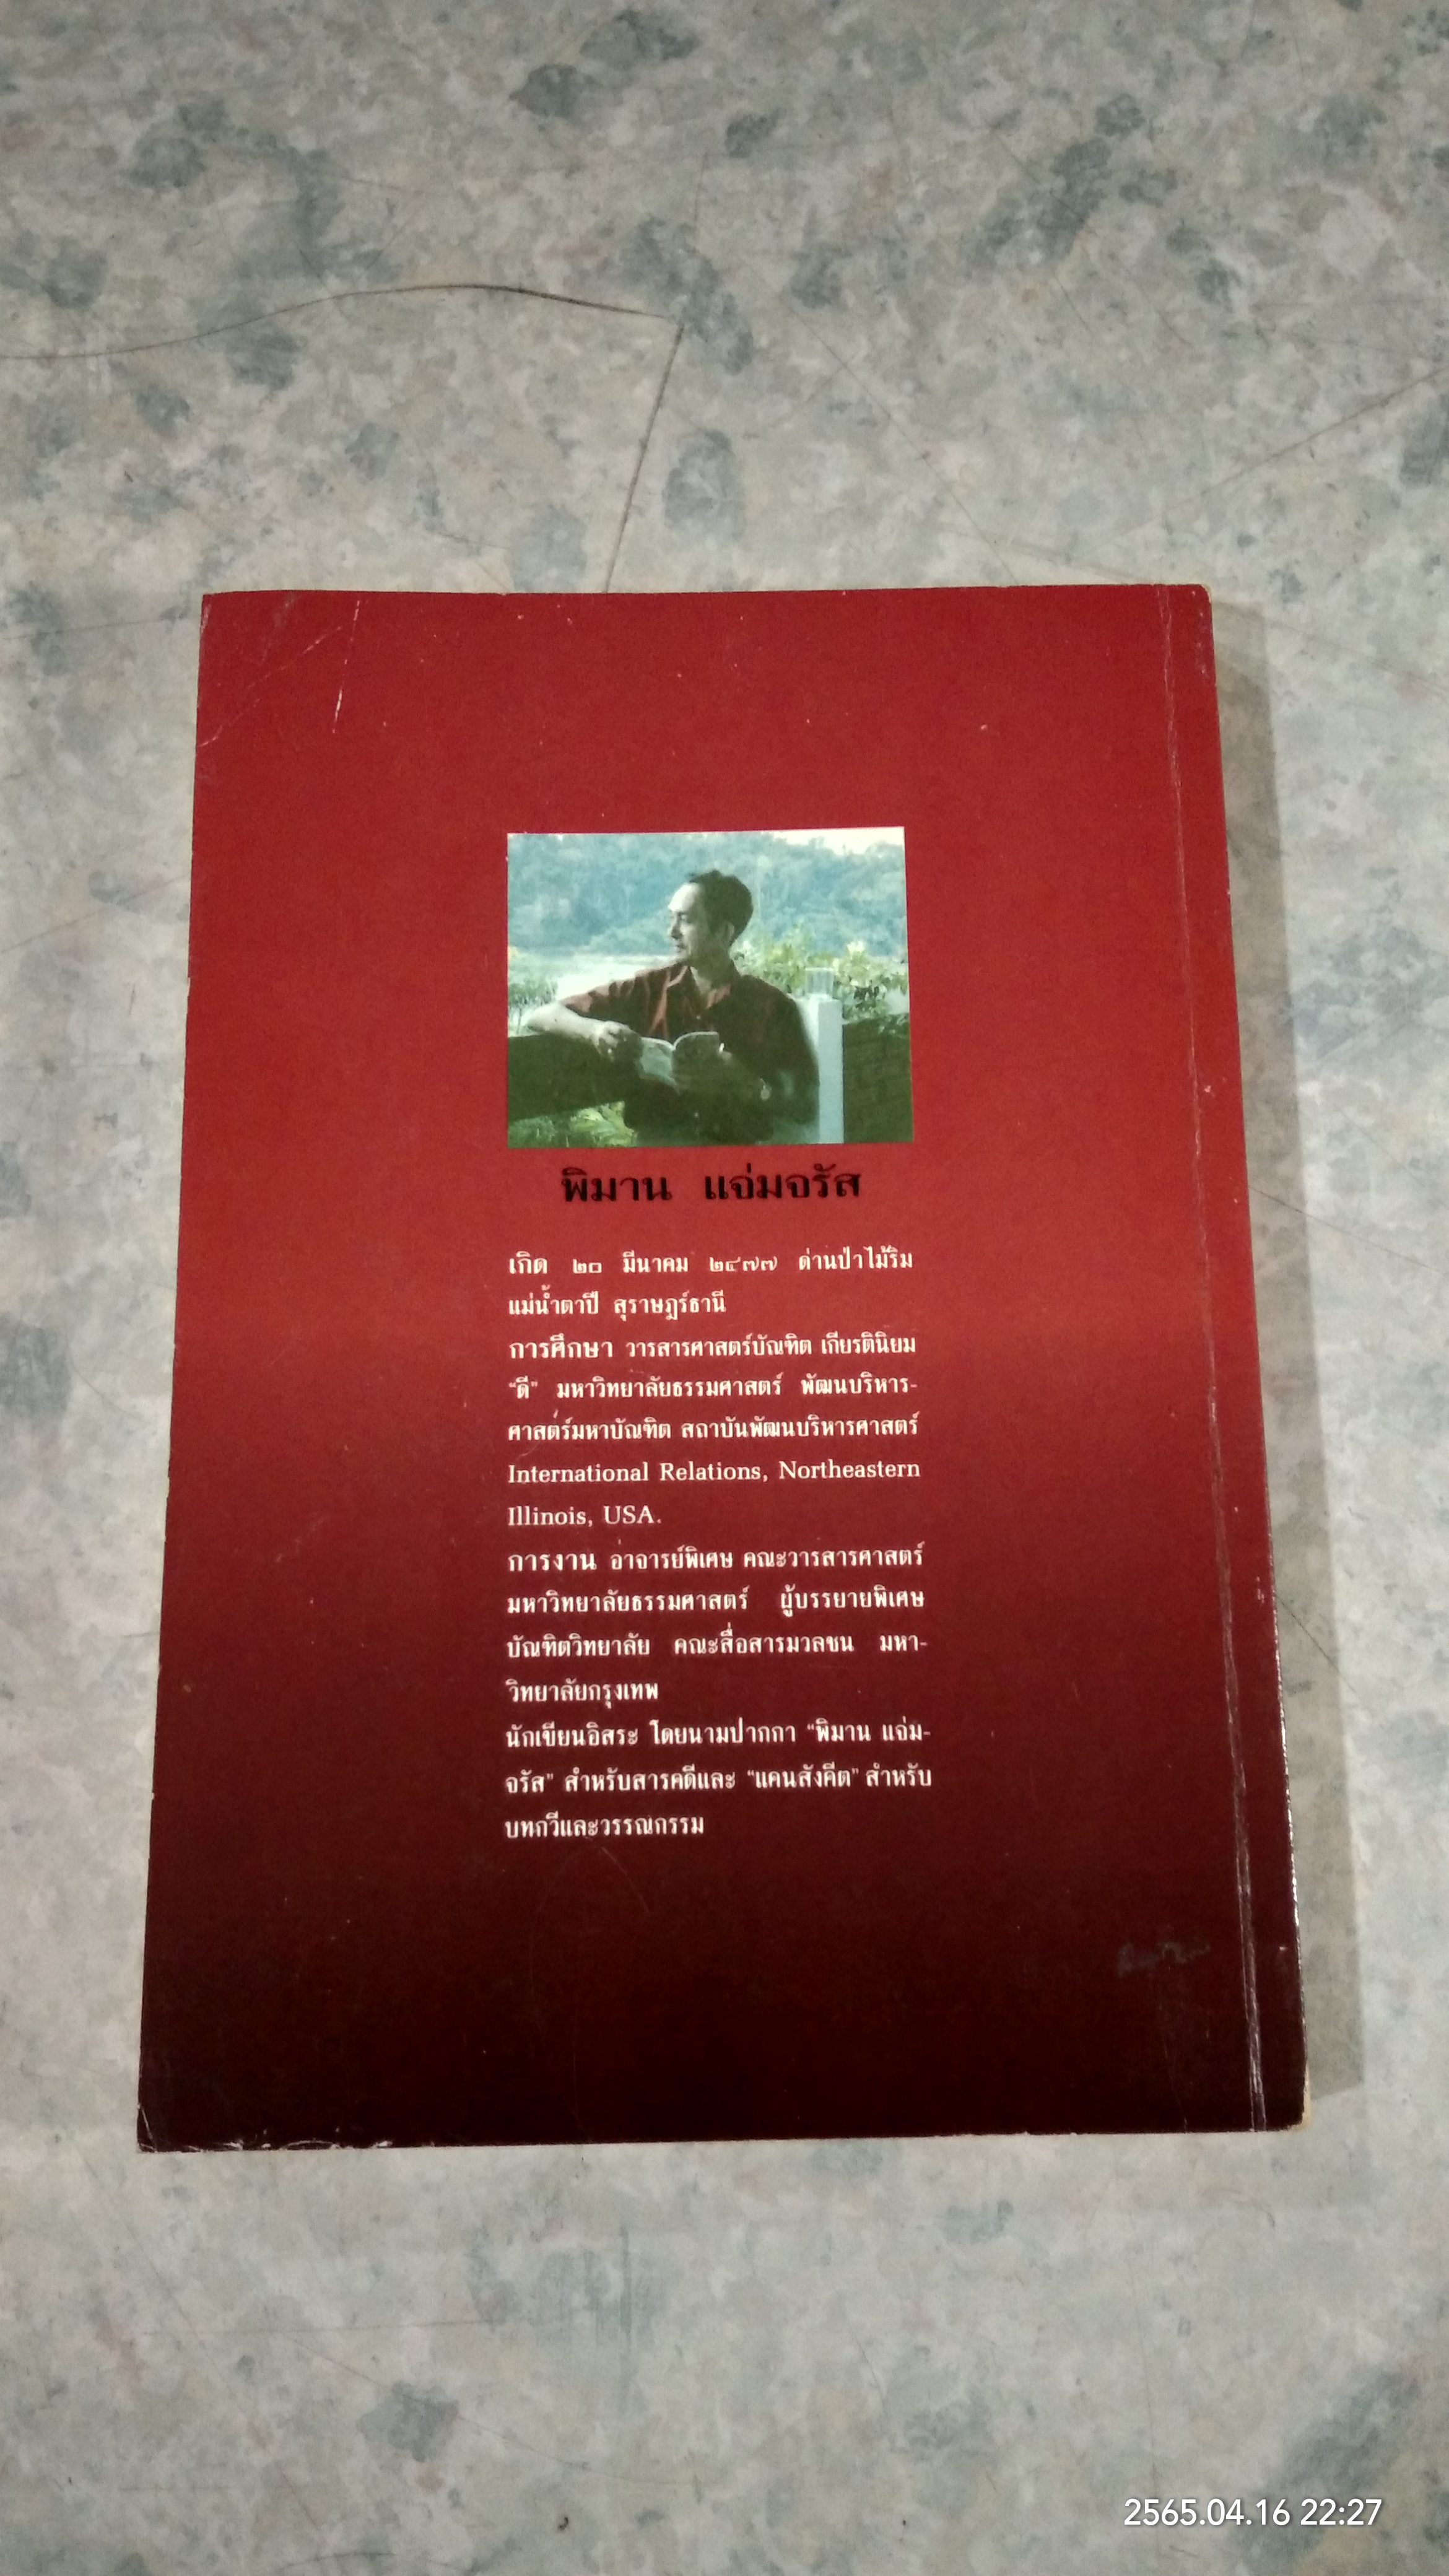 พิมาน แจ่มจรัส
เกิด ๒๐ มีนาคม ๒๔๗๗ ด่านป่าไม้ริม
แม่น้ำตาปี สุราษฎร์ธานี
การศึกษา วารสารศาสตร์บัณฑิต เกียรตินิยม
“ดี” มหาวิทยาลัยธรรมศาสตร์ พัฒนบริหาร-
ศาสตร์มหาบัณฑิต สถาบันพัฒนบริหารศาสตร์
International Relations, Northeastern
Illinois, USA.
การงาน อาจารย์พิเศษ คณะวารสารศาสตร์
มหาวิทยาลัยธรรมศาสตร์ ผู้บรรยายพิเศษ
บัณฑิตวิทยาลัย คณะสื่อสารมวลชน มหา-
วิทยาลัยกรุงเทพ
นักเขียนอิสระ โดยนามปากกา “พิมาน แจ่ม-
จรัส” สำหรับสารคดีและ “แคนสังคีต” สำหรับ
บทกวีและวรรณกรรม
2565.04.16 22:27